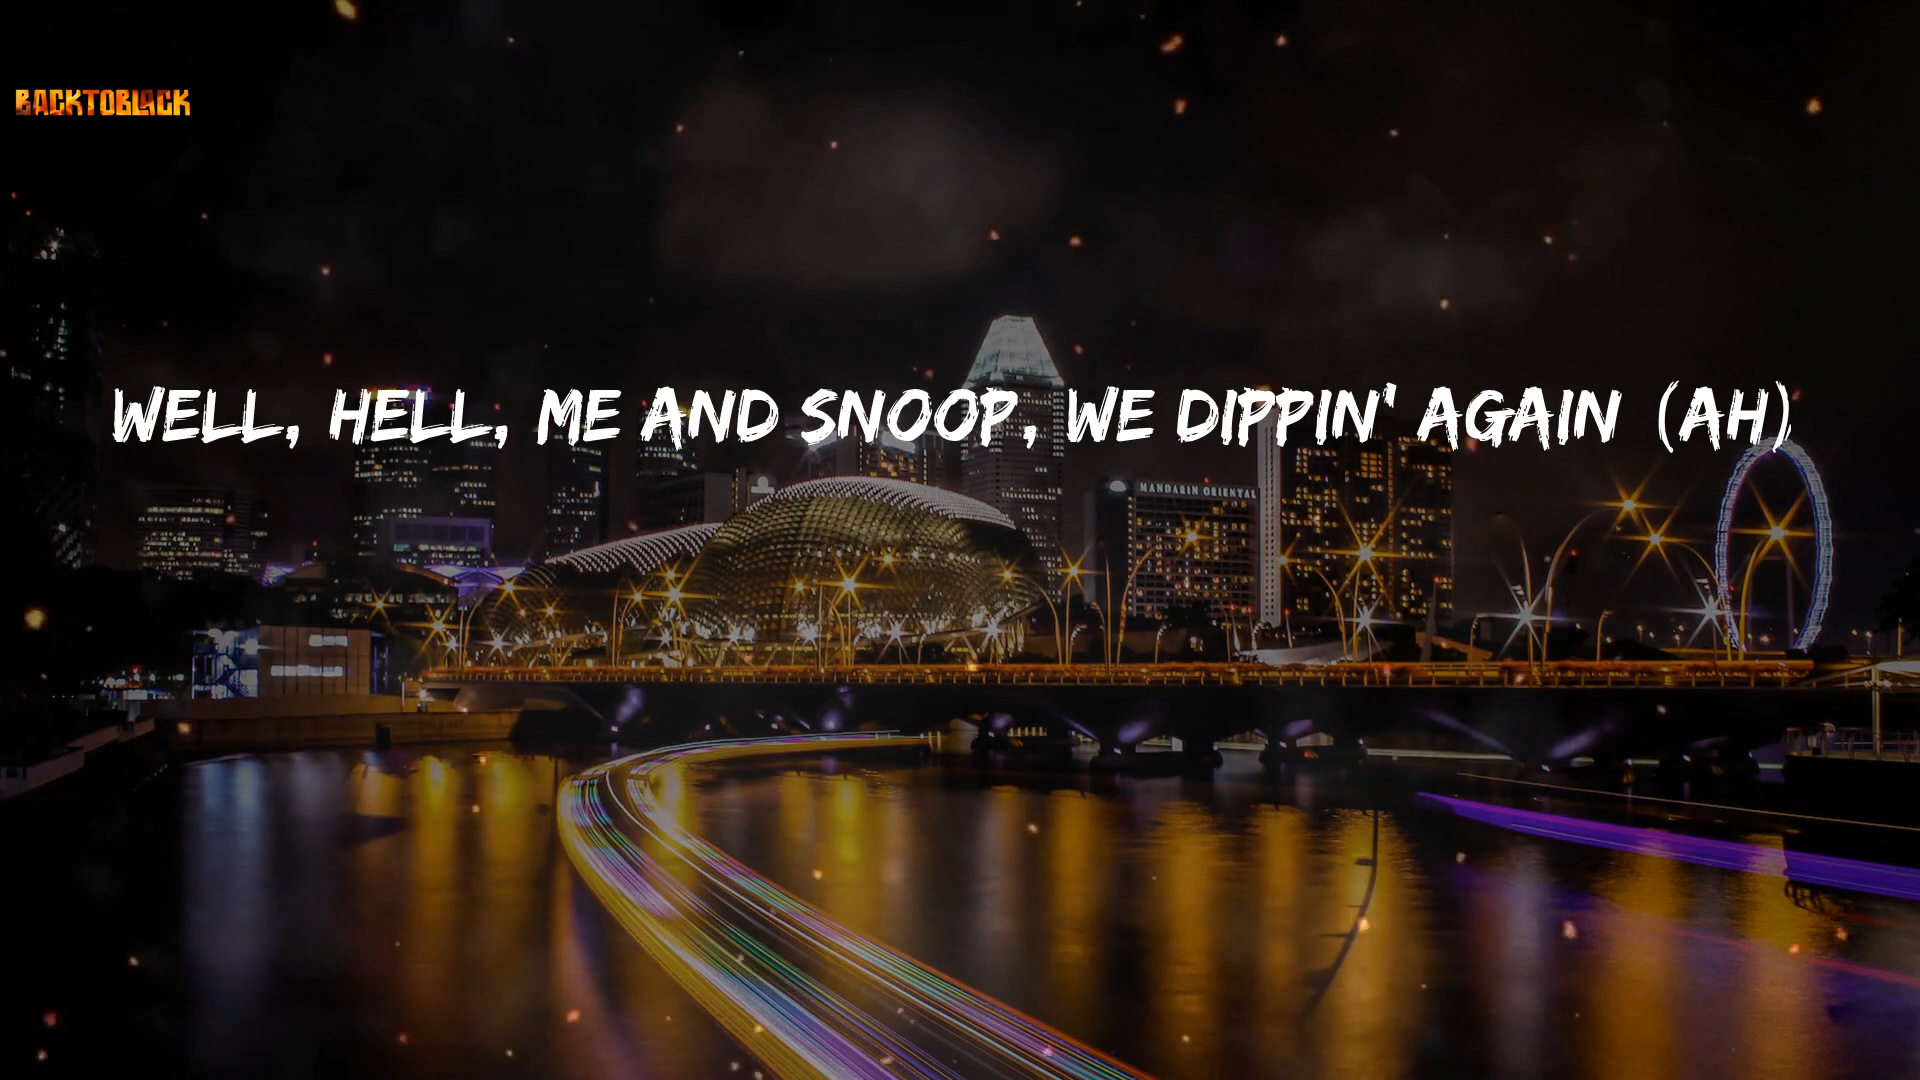 BACKTOBLACK
WELL, HELL, ME AND SNOOP, WE DIPPIN' AGAIN (AH)
MANDARIN ORIENTAL